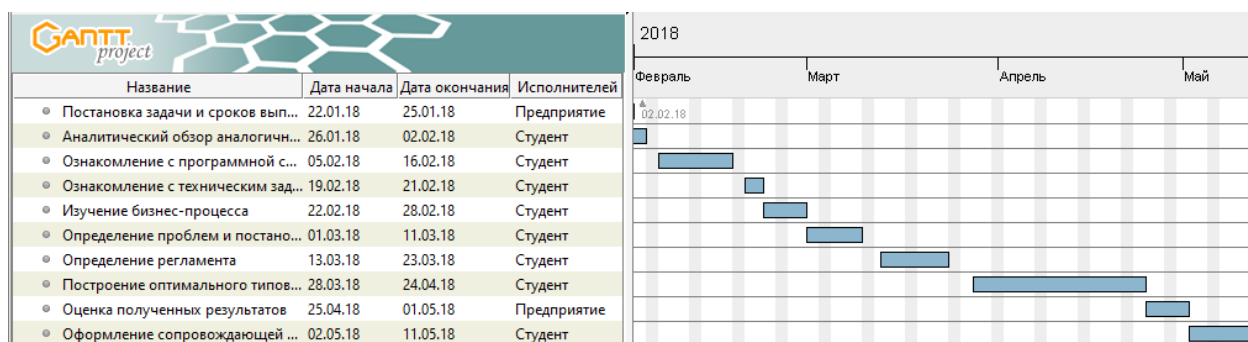 GANTT
project
2018
Февраль Март Апрель Май
02.02.18
Название Дата начала Дата окончания Исполнителей
Постановка задачи и сроков вып... 22.01.18 25.01.18 Предприятие
Аналитический обзор аналогичн... 26.01.18 02.02.18 Студент
Ознакомление с программной с... 05.02.18 16.02.18 Студент
Ознакомление с техническим зад... 19.02.18 21.02.18 Студент
Изучение бизнес-процесса 22.02.18 28.02.18 Студент
Определение проблем и постано... 01.03.18 11.03.18 Студент
Определение регламента 13.03.18 23.03.18 Студент
Построение оптимального типов... 28.03.18 24.04.18 Студент
Оценка полученных результатов 25.04.18 01.05.18 Предприятие
Оформление сопровождающей ... 02.05.18 11.05.18 Студент